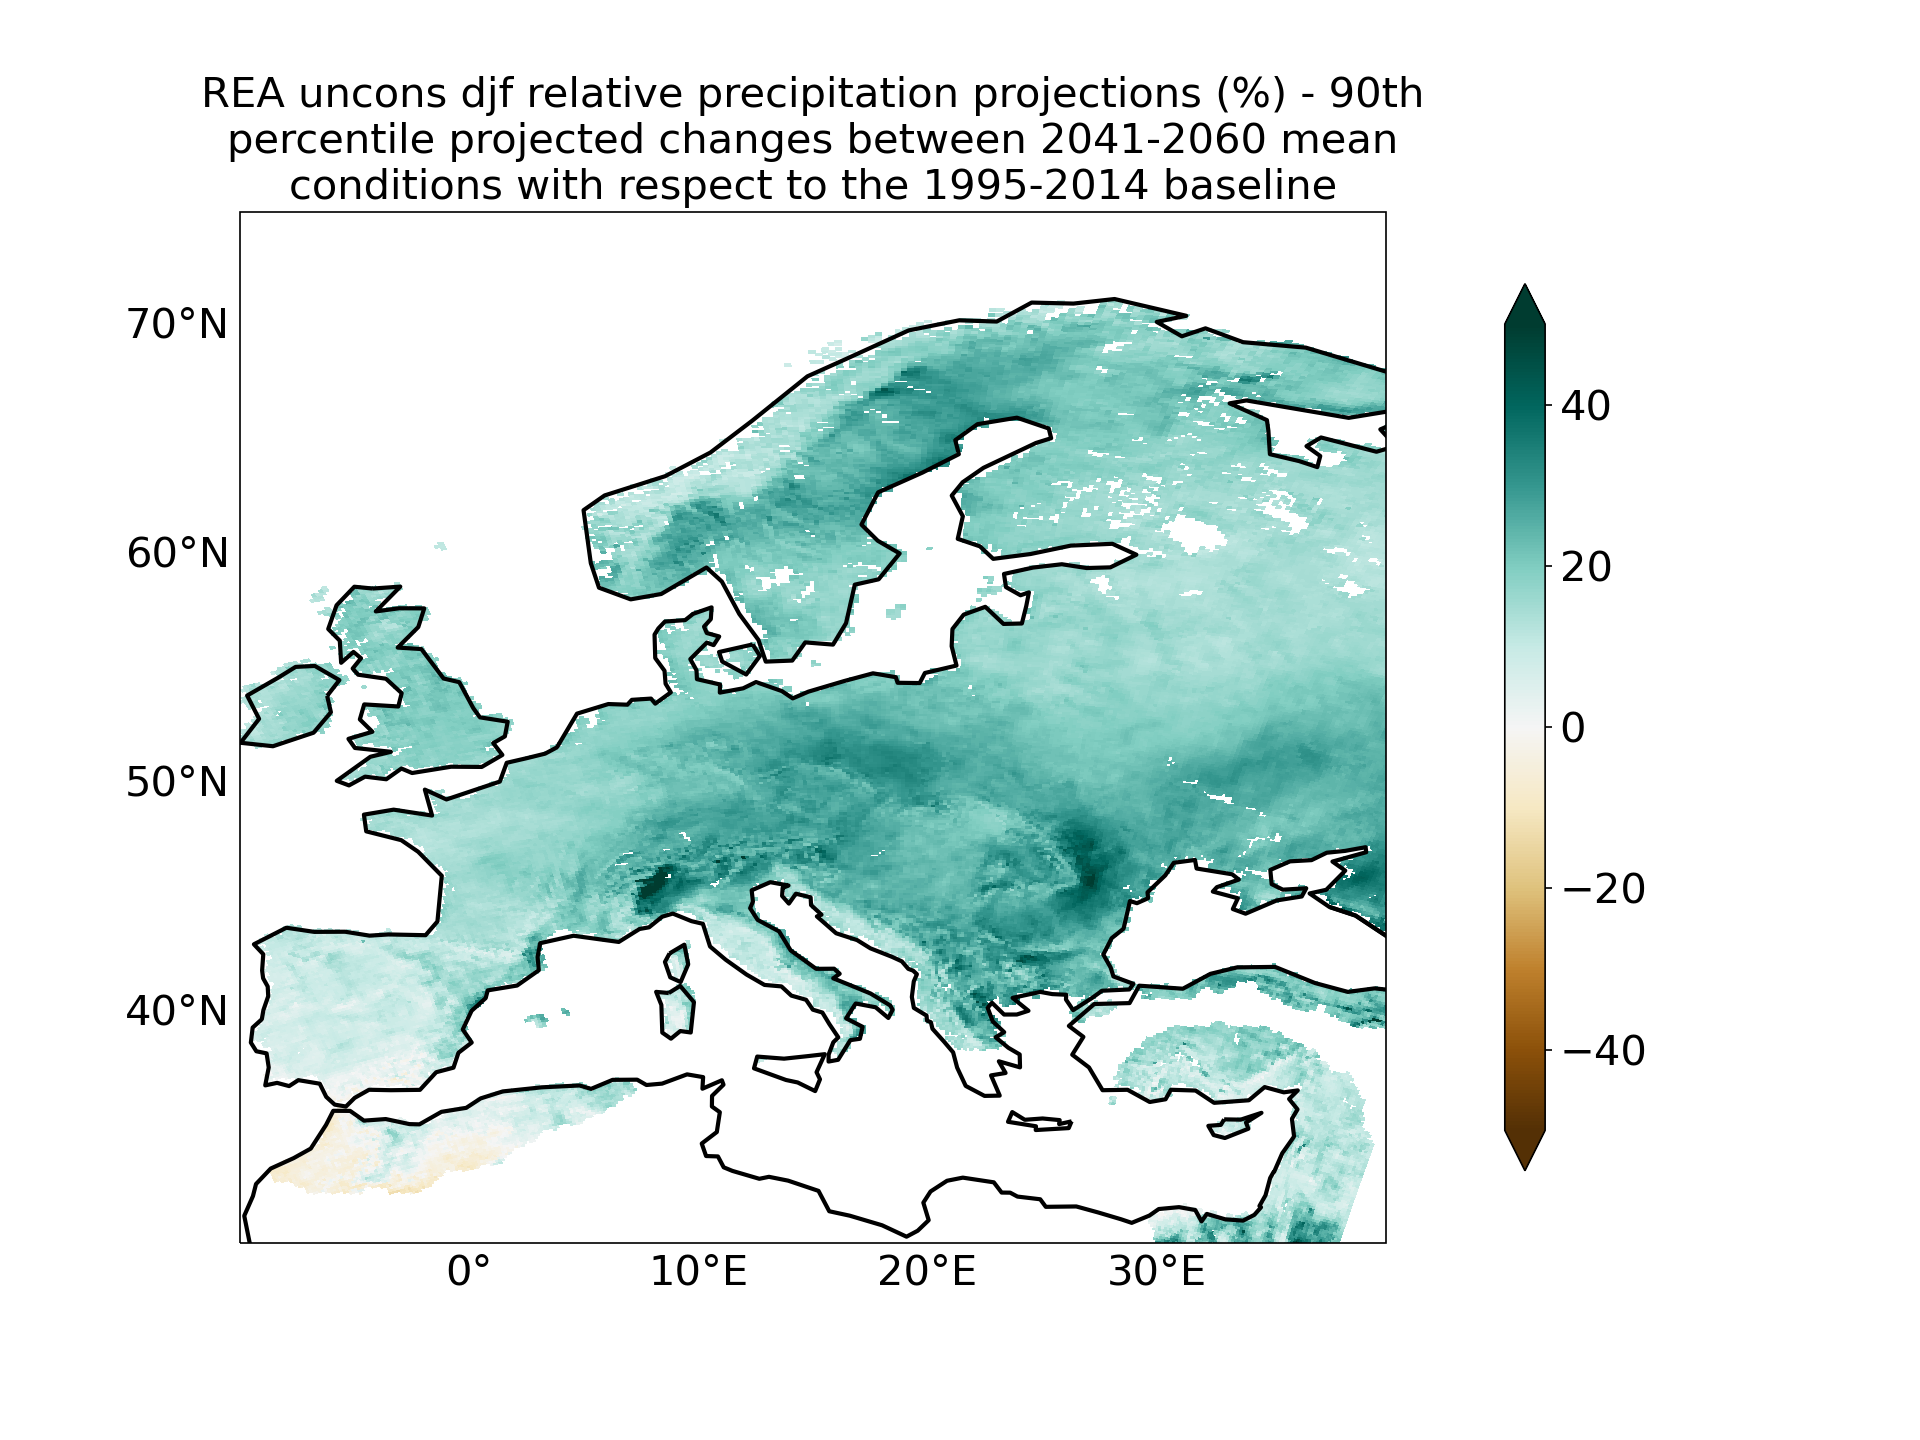 REA uncons djf relative precipitation projections (%) - 90th
percentile projected changes between 2041-2060 mean
conditions with respect to the 1995-2014 baseline
70°N
60°N
50°N
40°N
0°
10°E
20°E
30°E
40
20
0
−20
−40